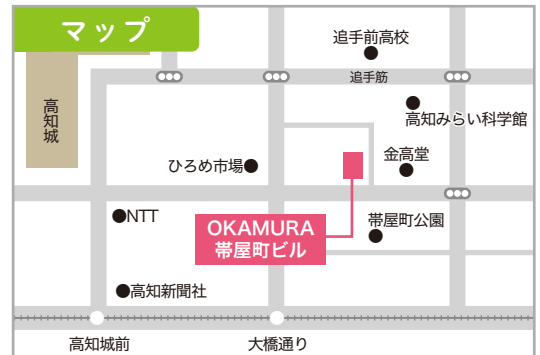 マップ
追手前高校
追手筋
高知城
高知みらい科学館
金高堂
ひろめ市場
NTT
OKAMURA
帯屋町ビル
帯屋町公園
高知新聞社
高知城前
大橋通り